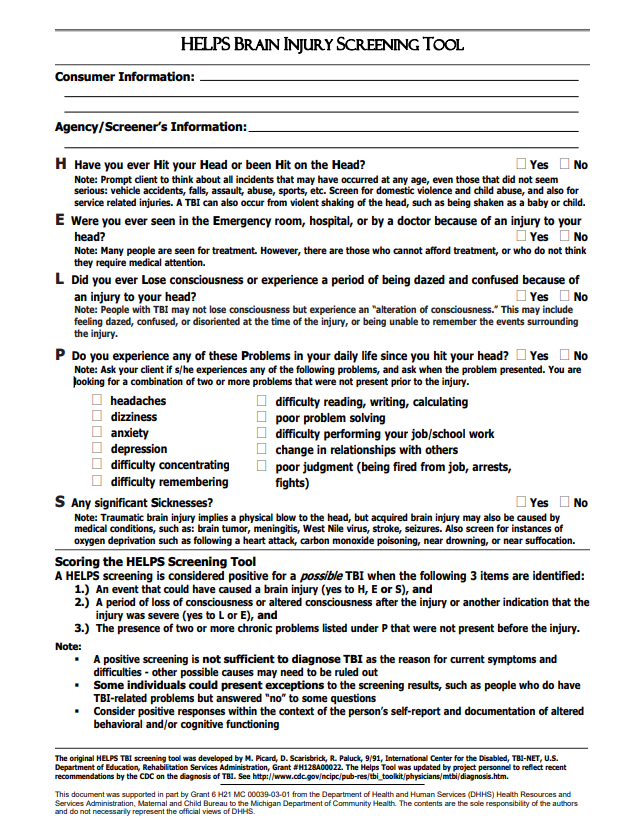 HELPS BRAIN INJURY SCREENING TOOL
Consumer Information:
Agency/Screener's Information:
H Have you ever Hit your Head or been Hit on the Head? Yes No
Note: Prompt client to think about all incidents that may have occurred at any age, even those that did not seem
serious: vehicle accidents, falls, assault, abuse, sports, etc. Screen for domestic violence and child abuse, and also for
service related injuries. A TBI can also occur from violent shaking of the head, such as being shaken as a baby or child.
E Were you ever seen in the Emergency room, hospital, or by a doctor because of an injury to your
head? Yes No
Note: Many people are seen for treatment. However, there are those who cannot afford treatment, or who do not think
they require medical attention.
L Did you ever Lose consciousness or experience a period of being dazed and confused because of
an injury to your head? Yes No
Note: People with TBI may not lose consciousness but experience an "alteration of consciousness." This may include
feeling dazed, confused, or disoriented at the time of the injury, or being unable to remember the events surrounding
the injury.
P Do you experience any of these Problems in your daily life since you hit your head? Yes No
Note: Ask your client if s/he experiences any of the following problems, and ask when the problem presented. You are
looking for a combination of two or more problems that were not present prior to the injury.
headaches
dizziness
anxiety
depression
difficulty concentrating
difficulty remembering
difficulty reading, writing, calculating
poor problem solving
difficulty performing your job/school work
change in relationships with others
poor judgment (being fired from job, arrests,
fights)
S Any significant Sicknesses? Yes No
Note: Traumatic brain injury implies a physical blow to the head, but acquired brain injury may also be caused by
medical conditions, such as: brain tumor, meningitis, West Nile virus, stroke, seizures. Also screen for instances of
oxygen deprivation such as following a heart attack, carbon monoxide poisoning, near drowning, or near suffocation.
Scoring the HELPS Screening Tool
A HELPS screening is considered positive for a possible TBI when the following 3 items are identified:
1.) An event that could have caused a brain injury (yes to H, E or S), and
2.) A period of loss of consciousness or altered consciousness after the injury or another indication that the
injury was severe (yes to L or E), and
3.) The presence of two or more chronic problems listed under P that were not present before the injury.
Note:
▪ A positive screening is not sufficient to diagnose TBI as the reason for current symptoms and
difficulties - other possible causes may need to be ruled out
▪ Some individuals could present exceptions to the screening results, such as people who do have
TBI-related problems but answered "no" to some questions
▪ Consider positive responses within the context of the person's self-report and documentation of altered
behavioral and/or cognitive functioning
The original HELPS TBI screening tool was developed by M. Picard, D. Scarisbrick, R. Paluck, 9/91, International Center for the Disabled, TBI-NET, U.S.
Department of Education, Rehabilitation Services Administration, Grant #H128A00022. The Helps Tool was updated by project personnel to reflect recent
recommendations by the CDC on the diagnosis of TBI. See http://www.cdc.gov/ncipc/pub-res/tbi_toolkit/physicians/mtbi/diagnosis.htm.
This document was supported in part by Grant 6 H21 MC 00039-03-01 from the Department of Health and Human Services (DHHS) Health Resources and
Services Administration, Maternal and Child Bureau to the Michigan Department of Community Health. The contents are the sole responsibility of the authors
and do not necessarily represent the official views of DHHS.